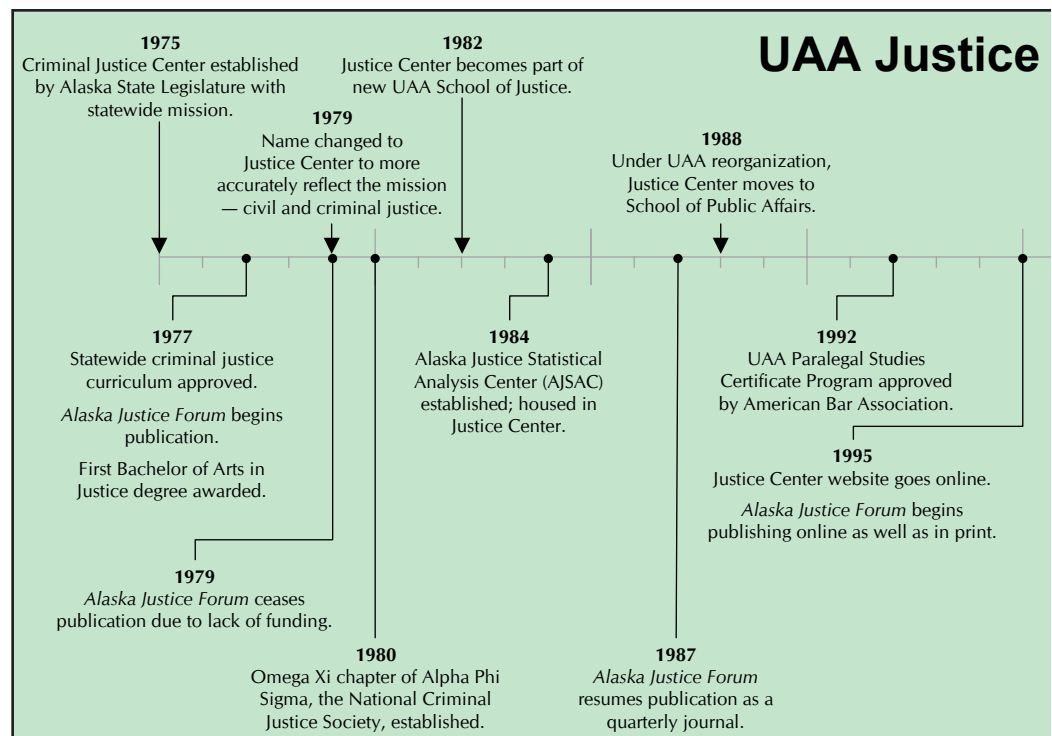 UAA Justice
1975
Criminal Justice Center established
by Alaska State Legislature with
statewide mission.
1979
Name changed to
Justice Center to more
accurately reflect the mission
— civil and criminal justice.
1982
Justice Center becomes part of
new UAA School of Justice.
1988
Under UAA reorganization,
Justice Center moves to
School of Public Affairs.
1977
Statewide criminal justice
curriculum approved.
Alaska Justice Forum begins
publication.
First Bachelor of Arts in
Justice degree awarded.
1979
Alaska Justice Forum ceases
publication due to lack of funding.
1980
Omega Xi chapter of Alpha Phi
Sigma, the National Criminal
Justice Society, established.
1984
Alaska Justice Statistical
Analysis Center (AJSAC)
established; housed in
Justice Center.
1987
Alaska Justice Forum
resumes publication as a
quarterly journal.
1992
UAA Paralegal Studies
Certificate Program approved
by American Bar Association.
1995
Justice Center website goes online.
Alaska Justice Forum begins
publishing online as well as in print.